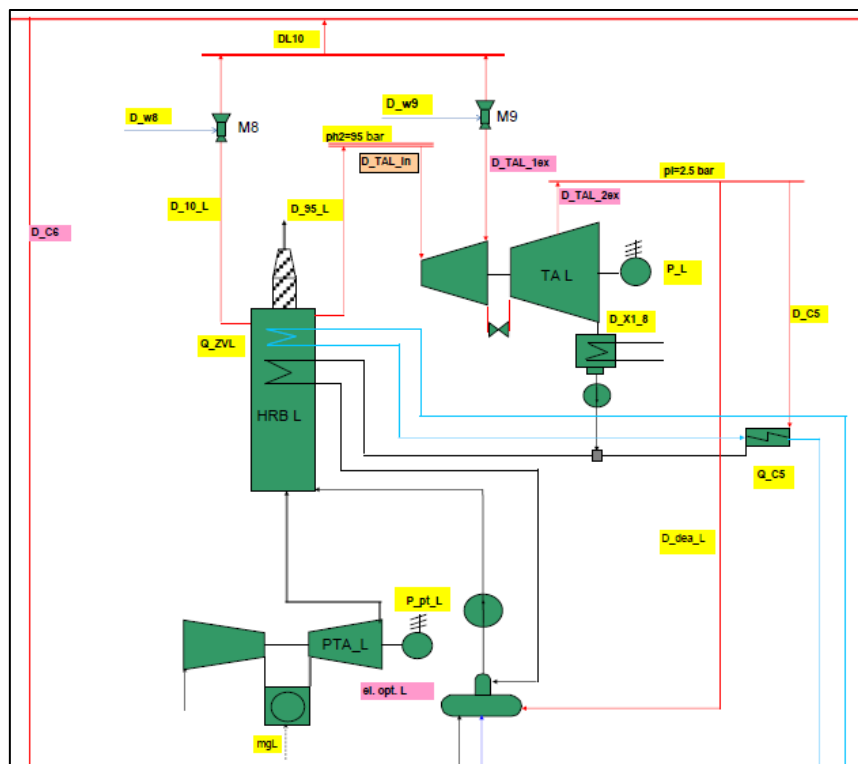 DL10
D_w8
D_w9
M8
M9
ph2=95 bar
D_TAL_in
D_TAL_1ex
pl=2.5 bar
D_TAL_2ex
D_10_L
D_95_L
D_C6
TA L
P_L
D_X1_8
D_C5
Q_ZVL
HRB L
Q_C5
D_dea_L
P_pt_L
PTA_L
el. opt. L
mgL